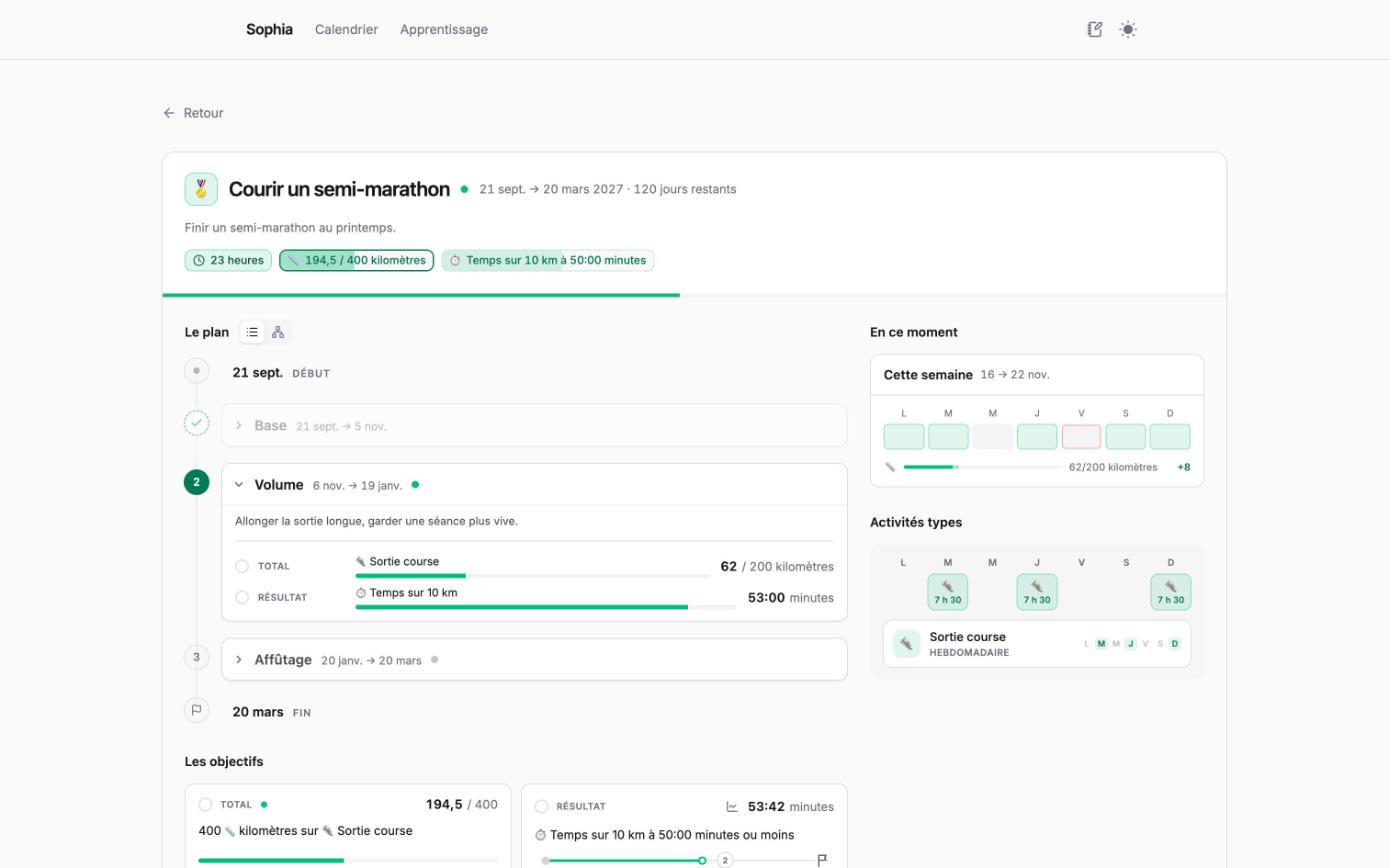 Sophia Calendrier Apprentissage
Retour
Courir un semi-marathon 21 sept. → 20 mars 2027 · 120 jours restants
Finir un semi-marathon au printemps.
23 heures 194,5 / 400 kilomètres Temps sur 10 km à 50:00 minutes
Le plan
21 sept. DÉBUT
Base 21 sept. → 5 nov.
2 Volume 6 nov. → 19 janv.
Allonger la sortie longue, garder une séance plus vive.
TOTAL Sortie course 62 / 200 kilomètres
RÉSULTAT Temps sur 10 km 53:00 minutes
3 Affûtage 20 janv. → 20 mars
20 mars FIN
Les objectifs
TOTAL 194,5 / 400
400 kilomètres sur Sortie course
RÉSULTAT 53:42 minutes
Temps sur 10 km à 50:00 minutes ou moins
2
En ce moment
Cette semaine 16 → 22 nov.
L M M J V S D
62/200 kilomètres +8
Activités types
L M M J V S D
7 h 30 7 h 30 7 h 30
Sortie course L M M J V S D
HEBDOMADAIRE